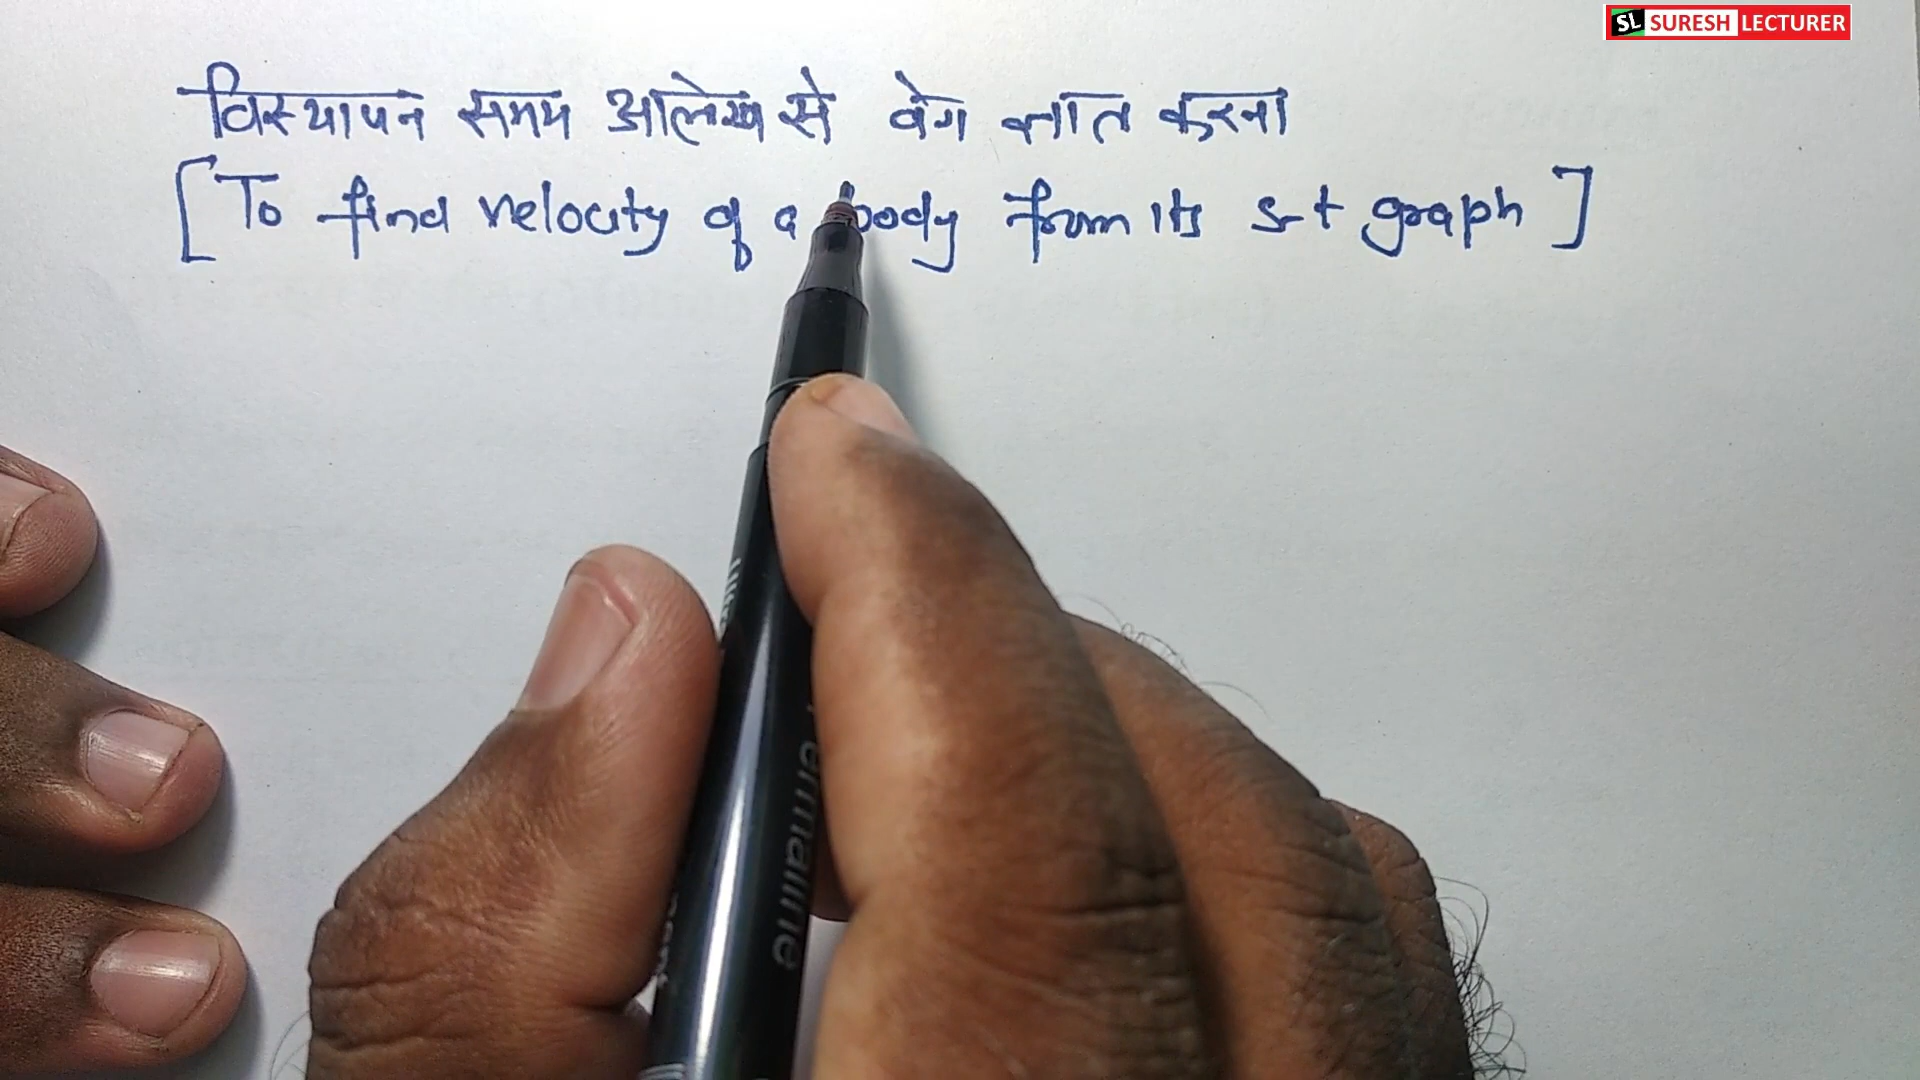 SL SURESH LECTURER
विस्थापन समय आलेख से वेग ज्ञात करना
[To find velocity of a body from its s-t graph]